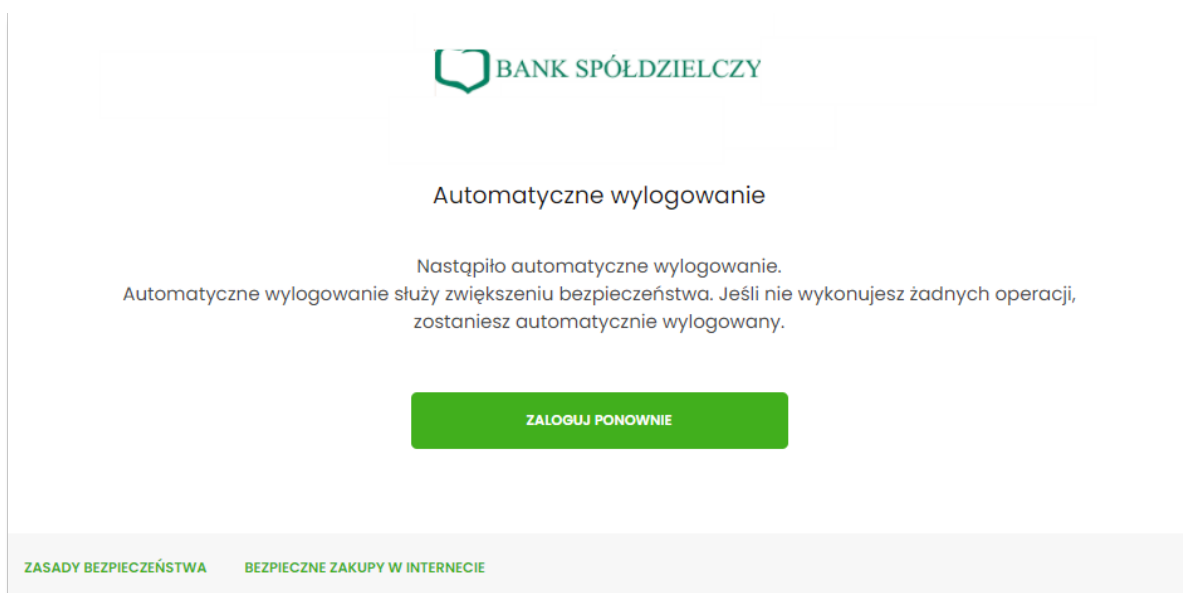 BANK SPÓŁDZIELCZY
Automatyczne wylogowanie
Nastąpiło automatyczne wylogowanie.
Automatyczne wylogowanie służy zwiększeniu bezpieczeństwa. Jeśli nie wykonujesz żadnych operacji,
zostaniesz automatycznie wylogowany.
ZALOGUJ PONOWNIE
ZASADY BEZPIECZEŃSTWA BEZPIECZNE ZAKUPY W INTERNECIE